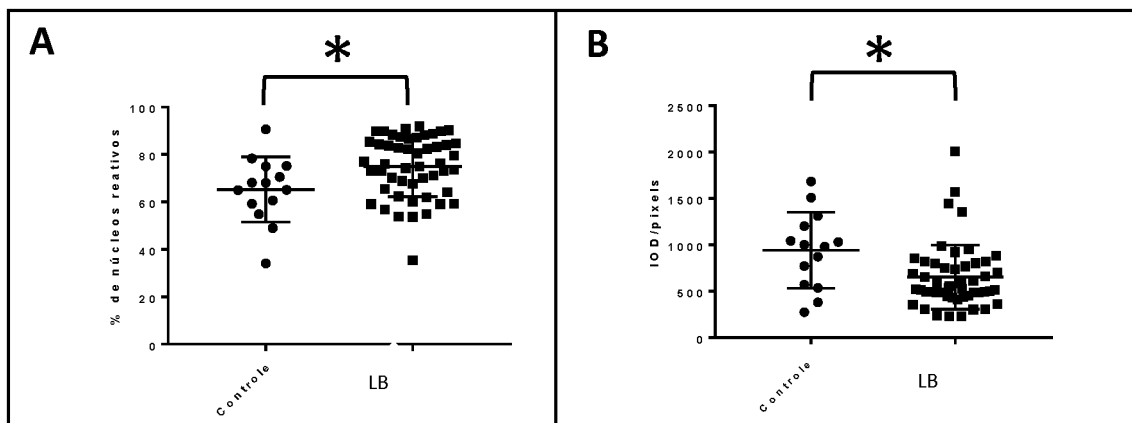 A
*
% de núcleos reativos
100
80
60
40
20
0
Controle
LB
B
*
IOD/pixels
2500
2000
1500
1000
500
0
Controle
LB